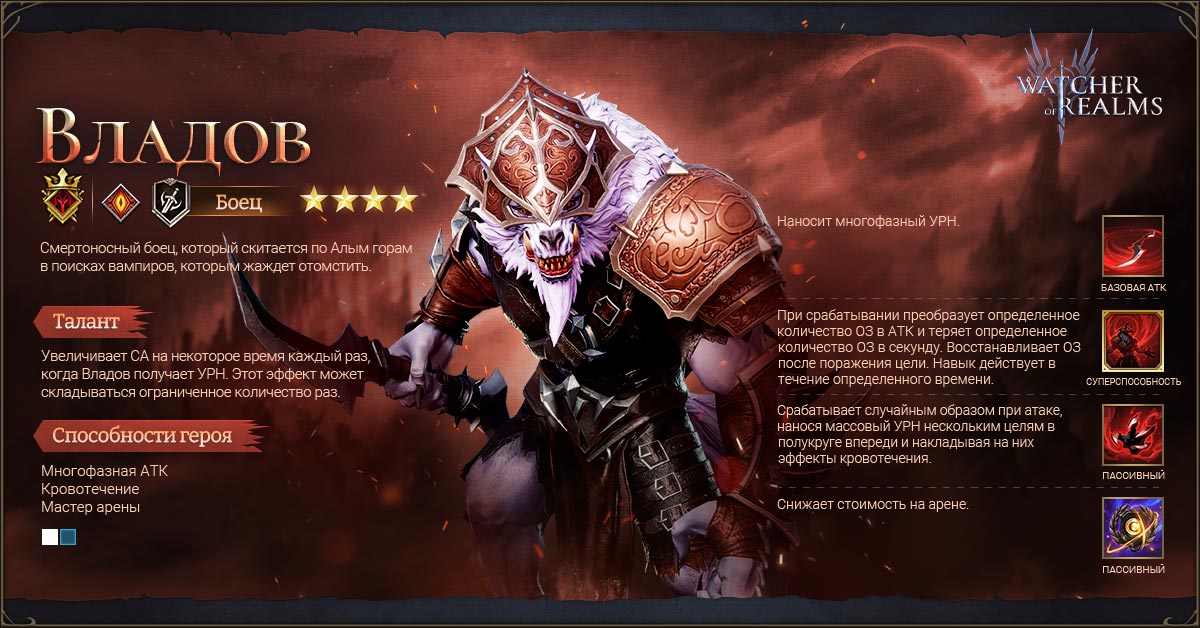 WATCHER
OF REALMS
Владов
Боец
Смертоносный боец, который скитается по Алым горам
в поисках вампиров, которым жаждет отомстить.
Талант
Увеличивает СА на некоторое время каждый раз,
когда Владов получает УРН. Этот эффект может
складываться ограниченное количество раз.
Способности героя
Многофазная АТК
Кровотечение
Мастер арены
Наносит многофазный УРН.
БАЗОВАЯ АТК
При срабатывании преобразует определенное
количество ОЗ в АТК и теряет определенное
количество ОЗ в секунду. Восстанавливает ОЗ
после поражения цели. Навык действует в
течение определенного времени.
СУПЕРСПОСОБНОСТЬ
Срабатывает случайным образом при атаке,
нанося массовый УРН нескольким целям в
полукруге впереди и накладывая на них
эффекты кровотечения.
ПАССИВНЫЙ
Снижает стоимость на арене.
C
ПАССИВНЫЙ